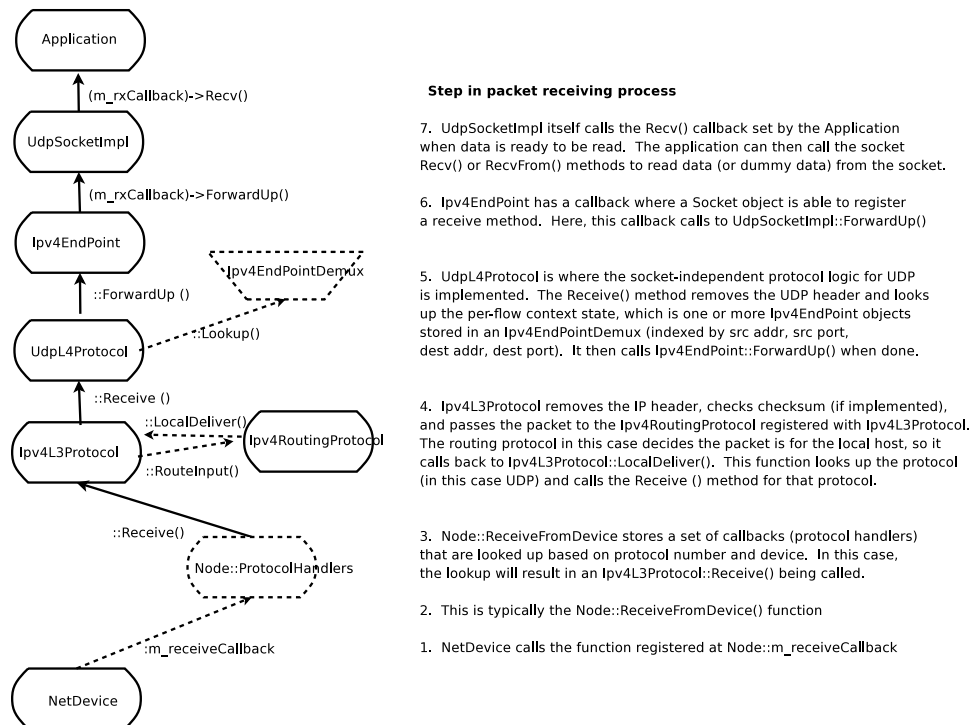 Application
(m_rxCallback)->Recv()
UdpSocketImpl
(m_rxCallback)->ForwardUp()
Ipv4EndPoint
Ipv4EndPointDemux
::ForwardUp ()
::Lookup()
UdpL4Protocol
::Receive ()
::LocalDeliver()
Ipv4L3Protocol
Ipv4RoutingProtocol
::RouteInput()
::Receive()
Node::ProtocolHandlers
:m_receiveCallback
NetDevice
Step in packet receiving process
7. UdpSocketImpl itself calls the Recv() callback set by the Application
when data is ready to be read. The application can then call the socket
Recv() or RecvFrom() methods to read data (or dummy data) from the socket.
6. Ipv4EndPoint has a callback where a Socket object is able to register
a receive method. Here, this callback calls to UdpSocketImpl::ForwardUp()
5. UdpL4Protocol is where the socket-independent protocol logic for UDP
is implemented. The Receive() method removes the UDP header and looks
up the per-flow context state, which is one or more Ipv4EndPoint objects
stored in an Ipv4EndPointDemux (indexed by src addr, src port,
dest addr, dest port). It then calls Ipv4EndPoint::ForwardUp() when done.
4. Ipv4L3Protocol removes the IP header, checks checksum (if implemented),
and passes the packet to the Ipv4RoutingProtocol registered with Ipv4L3Protocol.
The routing protocol in this case decides the packet is for the local host, so it
calls back to Ipv4L3Protocol::LocalDeliver(). This function looks up the protocol
(in this case UDP) and calls the Receive () method for that protocol.
3. Node::ReceiveFromDevice stores a set of callbacks (protocol handlers)
that are looked up based on protocol number and device. In this case,
the lookup will result in an Ipv4L3Protocol::Receive() being called.
2. This is typically the Node::ReceiveFromDevice() function
1. NetDevice calls the function registered at Node::m_receiveCallback